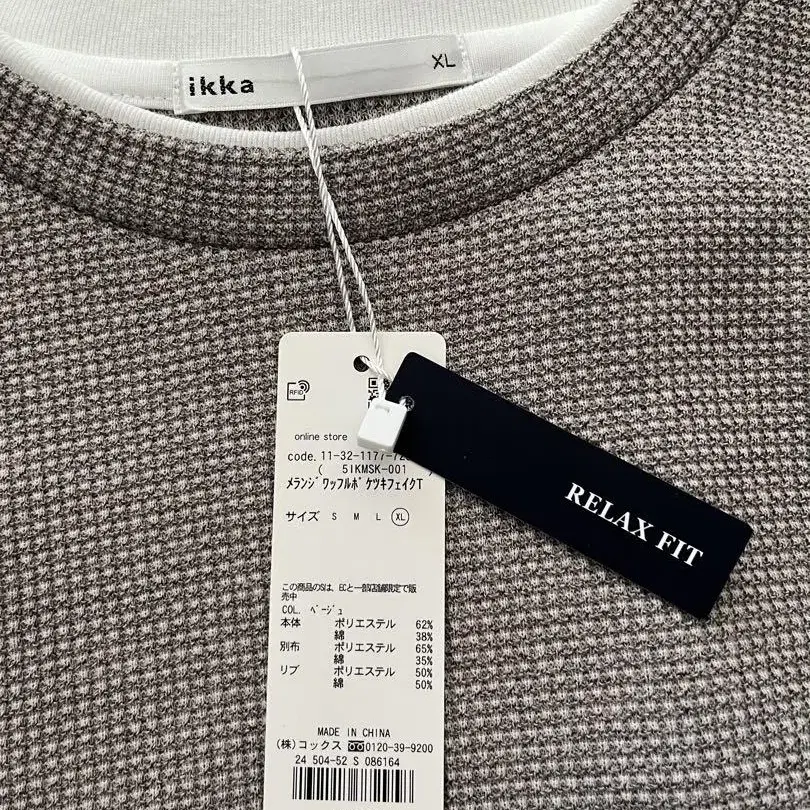 ikka XL
RFID
online store
code. 11-32-1177-
( 5IKMSK-001 )
メランジワッフルポケツキフェイクT
サイズ S M L XL
この商品のSは、ECと一部店舗限定で販
売中
COL. ベージュ
本体 ポリエステル 62%
綿 38%
別布 ポリエステル 65%
綿 35%
リブ ポリエステル 50%
綿 50%
MADE IN CHINA
(株)コックス 0120-39-9200
24 504-52 S 086164
RELAX FIT